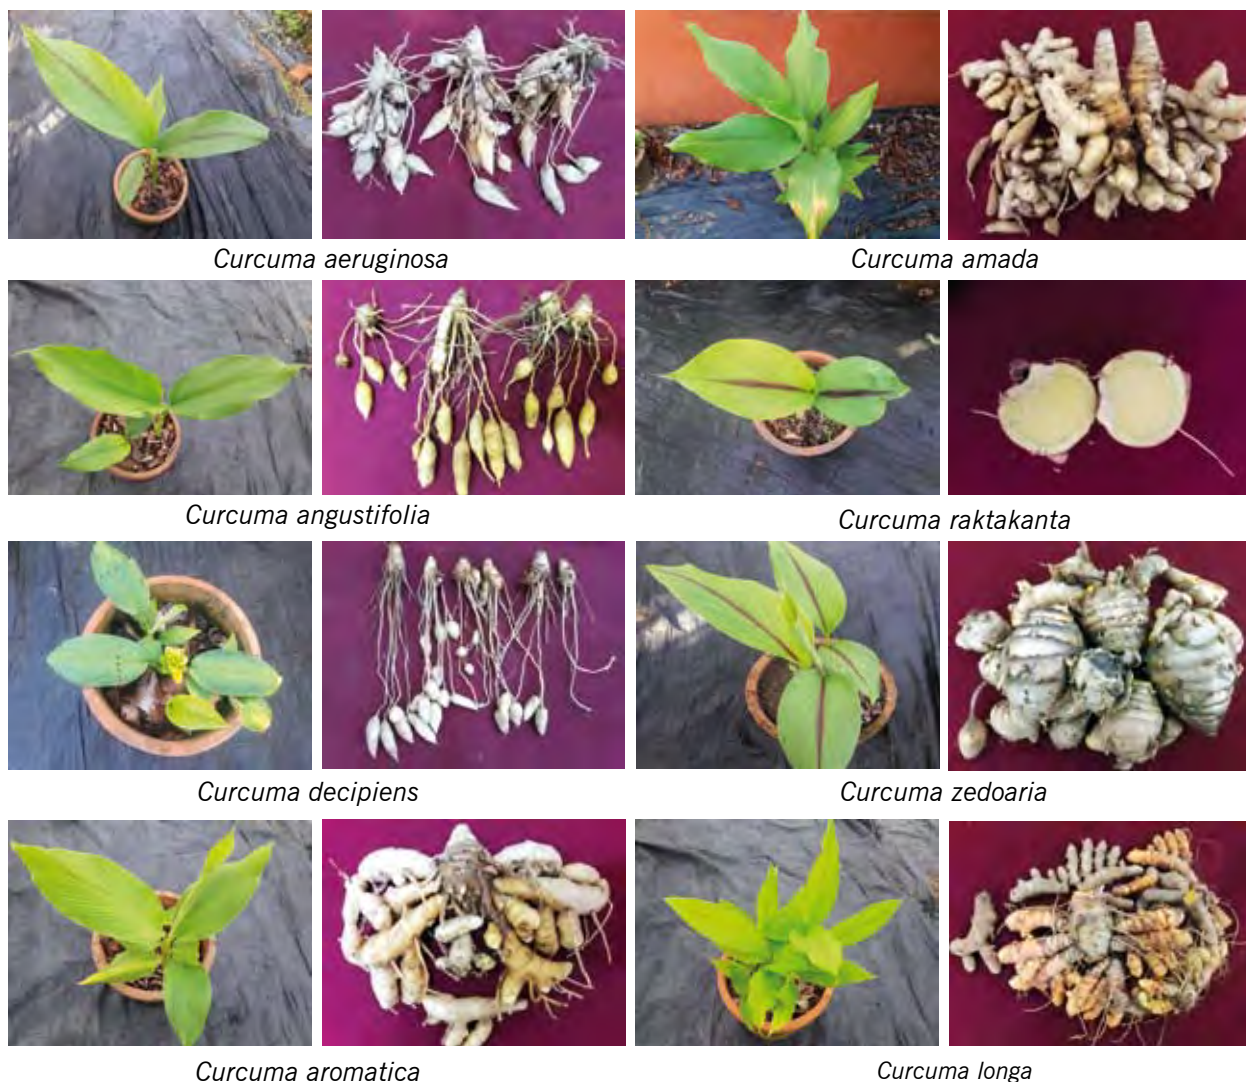 Curcuma aeruginosa
Curcuma amada
Curcuma angustifolia
Curcuma raktakanta
Curcuma decipiens
Curcuma zedoaria
Curcuma aromatica
Curcuma longa